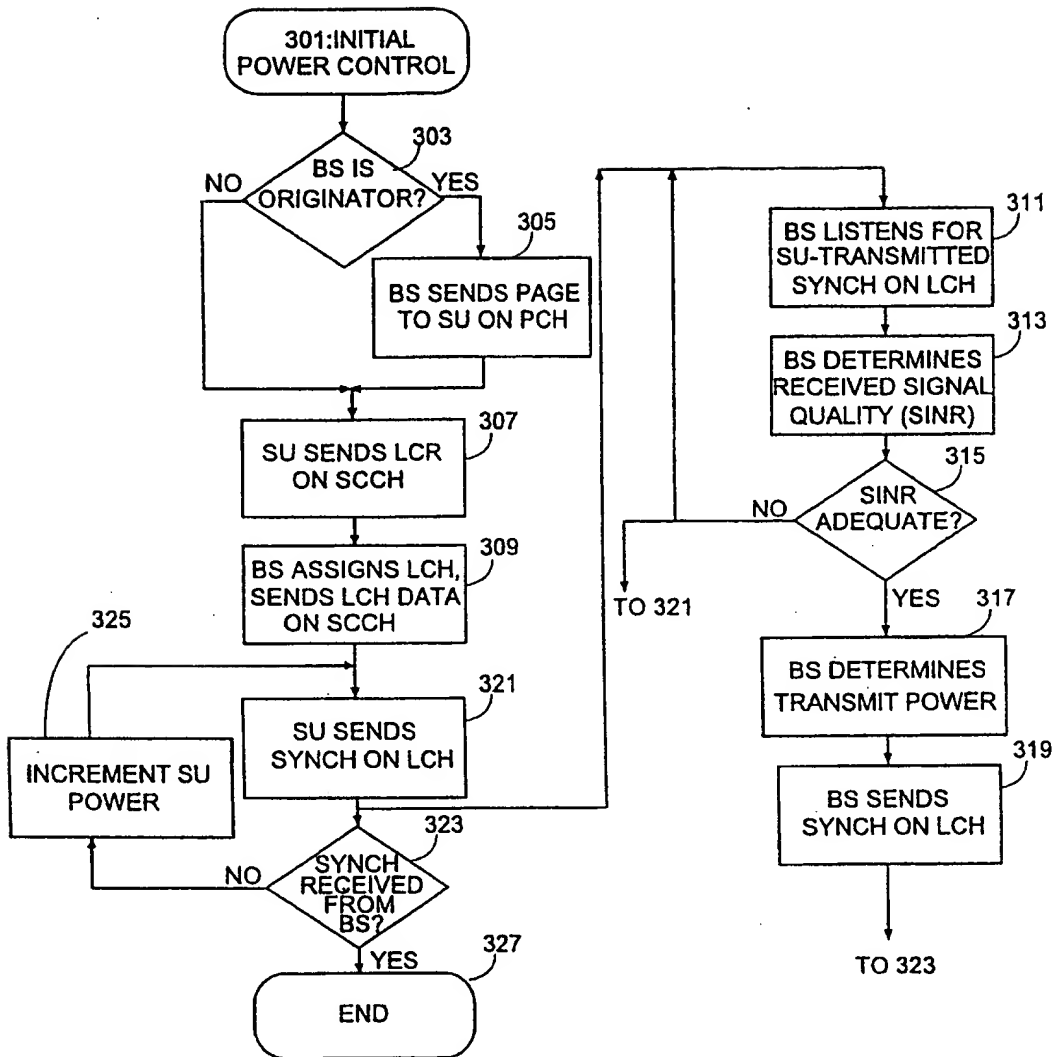 301:INITIAL
POWER CONTROL
303
BS IS
ORIGINATOR?
NO
YES
305
BS SENDS PAGE
TO SU ON PCH
307
SU SENDS LCR
ON SCCH
309
BS ASSIGNS LCH,
SENDS LCH DATA
ON SCCH
325
INCREMENT SU
POWER
321
SU SENDS
SYNCH ON LCH
323
SYNCH
RECEIVED
FROM
BS?
NO
YES
327
END
311
BS LISTENS FOR
SU-TRANSMITTED
SYNCH ON LCH
313
BS DETERMINES
RECEIVED SIGNAL
QUALITY (SINR)
315
SINR
ADEQUATE?
NO
TO 321
YES
317
BS DETERMINES
TRANSMIT POWER
319
BS SENDS
SYNCH ON LCH
TO 323